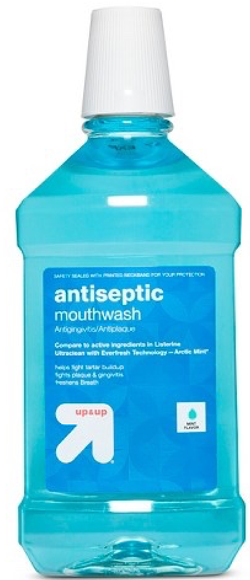 SAFETY SEALED WITH PRINTED NECKBAND FOR YOUR PROTECTION
antiseptic
mouthwash
Antigingivitis/Antiplaque
Compare to active ingredients in Listerine
Ultraclean with Everfresh Technology—Arctic Mint*
helps fight tartar buildup
fights plaque & gingivitis
freshens Breath
up&up
MINT
FLAVOR